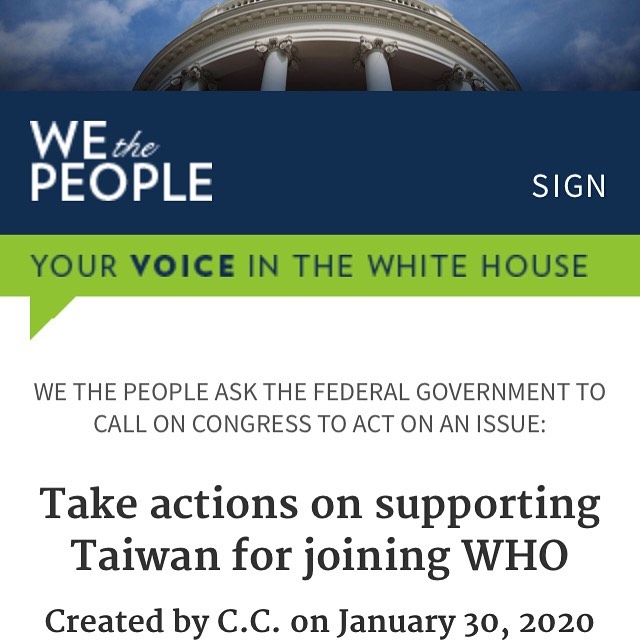 WE the
PEOPLE
SIGN
YOUR VOICE IN THE WHITE HOUSE
WE THE PEOPLE ASK THE FEDERAL GOVERNMENT TO
CALL ON CONGRESS TO ACT ON AN ISSUE:
Take actions on supporting
Taiwan for joining WHO
Created by C.C. on January 30, 2020